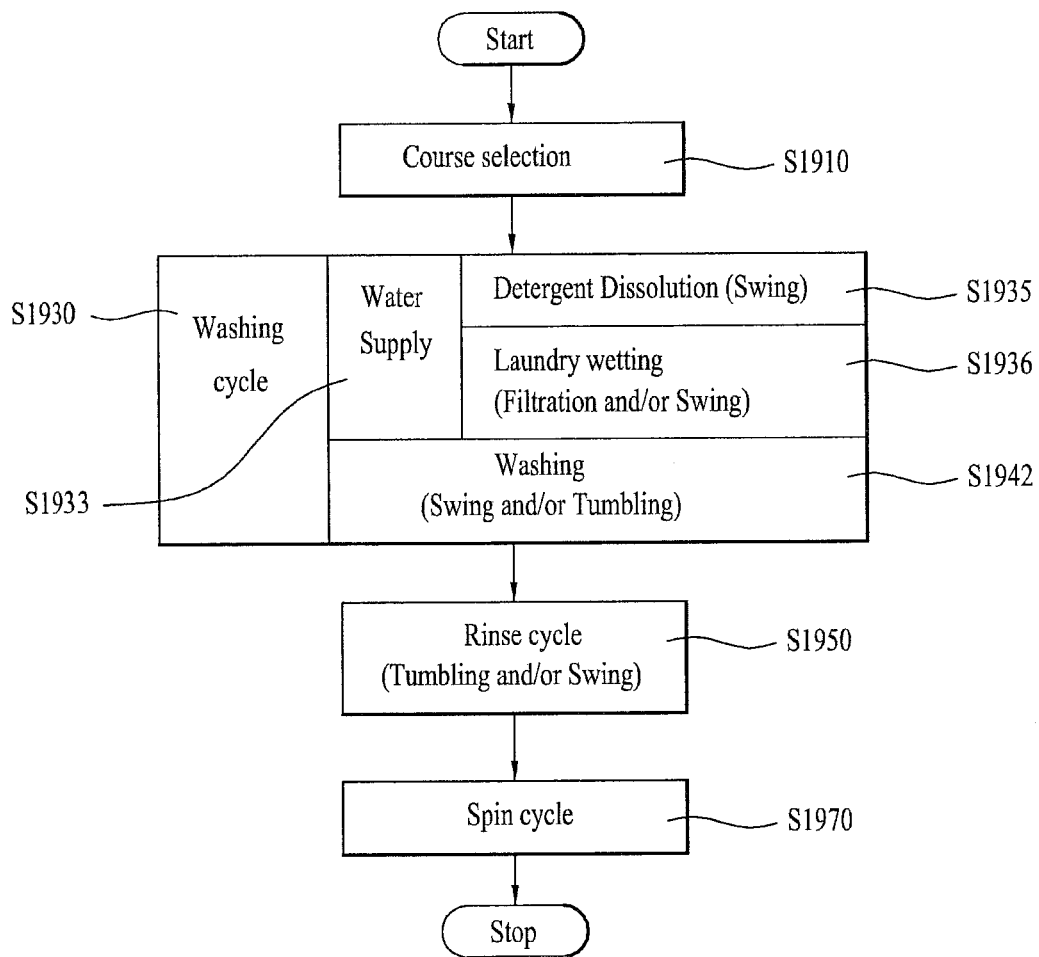 Start
Course selection
S1910
S1930
Washing
cycle
Water
Supply
S1933
Detergent Dissolution (Swing)
S1935
Laundry wetting
(Filtration and/or Swing)
S1936
Washing
(Swing and/or Tumbling)
S1942
Rinse cycle
(Tumbling and/or Swing)
S1950
Spin cycle
S1970
Stop